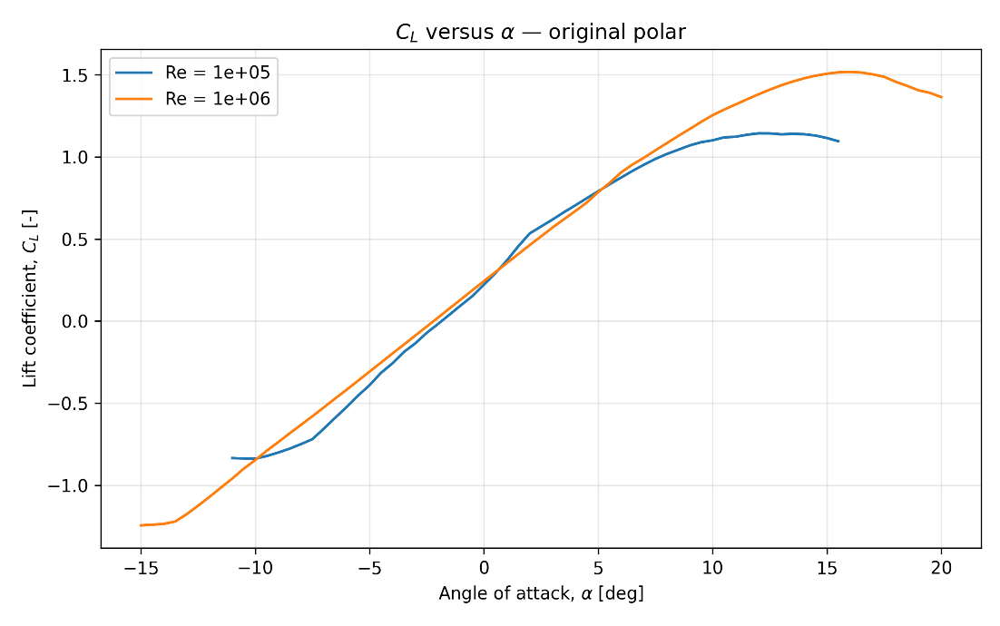 C_L versus α — original polar
Re = 1e+05
Re = 1e+06
Lift coefficient, C_L [-]
1.5
1.0
0.5
0.0
−0.5
−1.0
−15 −10 −5 0 5 10 15 20
Angle of attack, α [deg]